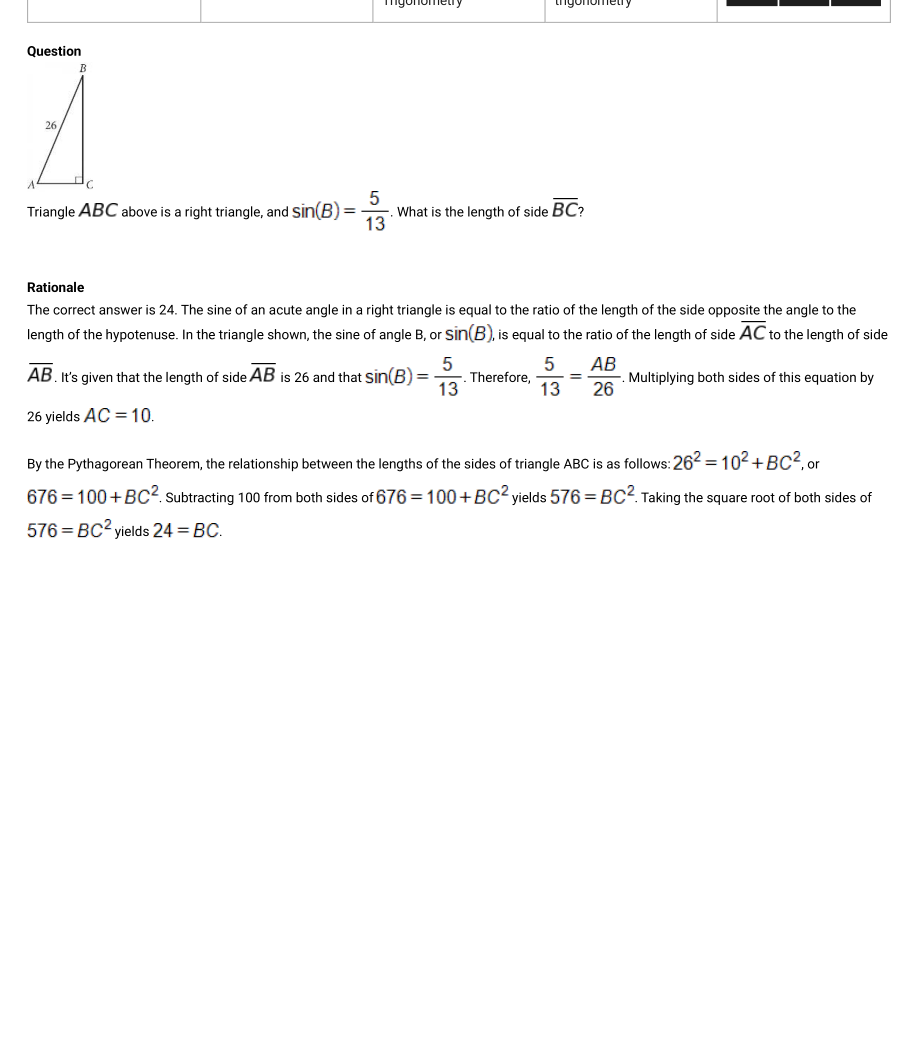 Trigonometry trigonometry
Question
B
26
A C
Triangle ABC above is a right triangle, and sin(B) = 5/13. What is the length of side \overline{BC}?
Rationale
The correct answer is 24. The sine of an acute angle in a right triangle is equal to the ratio of the length of the side opposite the angle to the
length of the hypotenuse. In the triangle shown, the sine of angle B, or sin(B), is equal to the ratio of the length of side \overline{AC} to the length of side
\overline{AB}. It’s given that the length of side \overline{AB} is 26 and that sin(B) = 5/13. Therefore, 5/13 = AB/26. Multiplying both sides of this equation by
26 yields AC = 10.
By the Pythagorean Theorem, the relationship between the lengths of the sides of triangle ABC is as follows: 26² = 10² + BC², or
676 = 100 + BC². Subtracting 100 from both sides of 676 = 100 + BC² yields 576 = BC². Taking the square root of both sides of
576 = BC² yields 24 = BC.